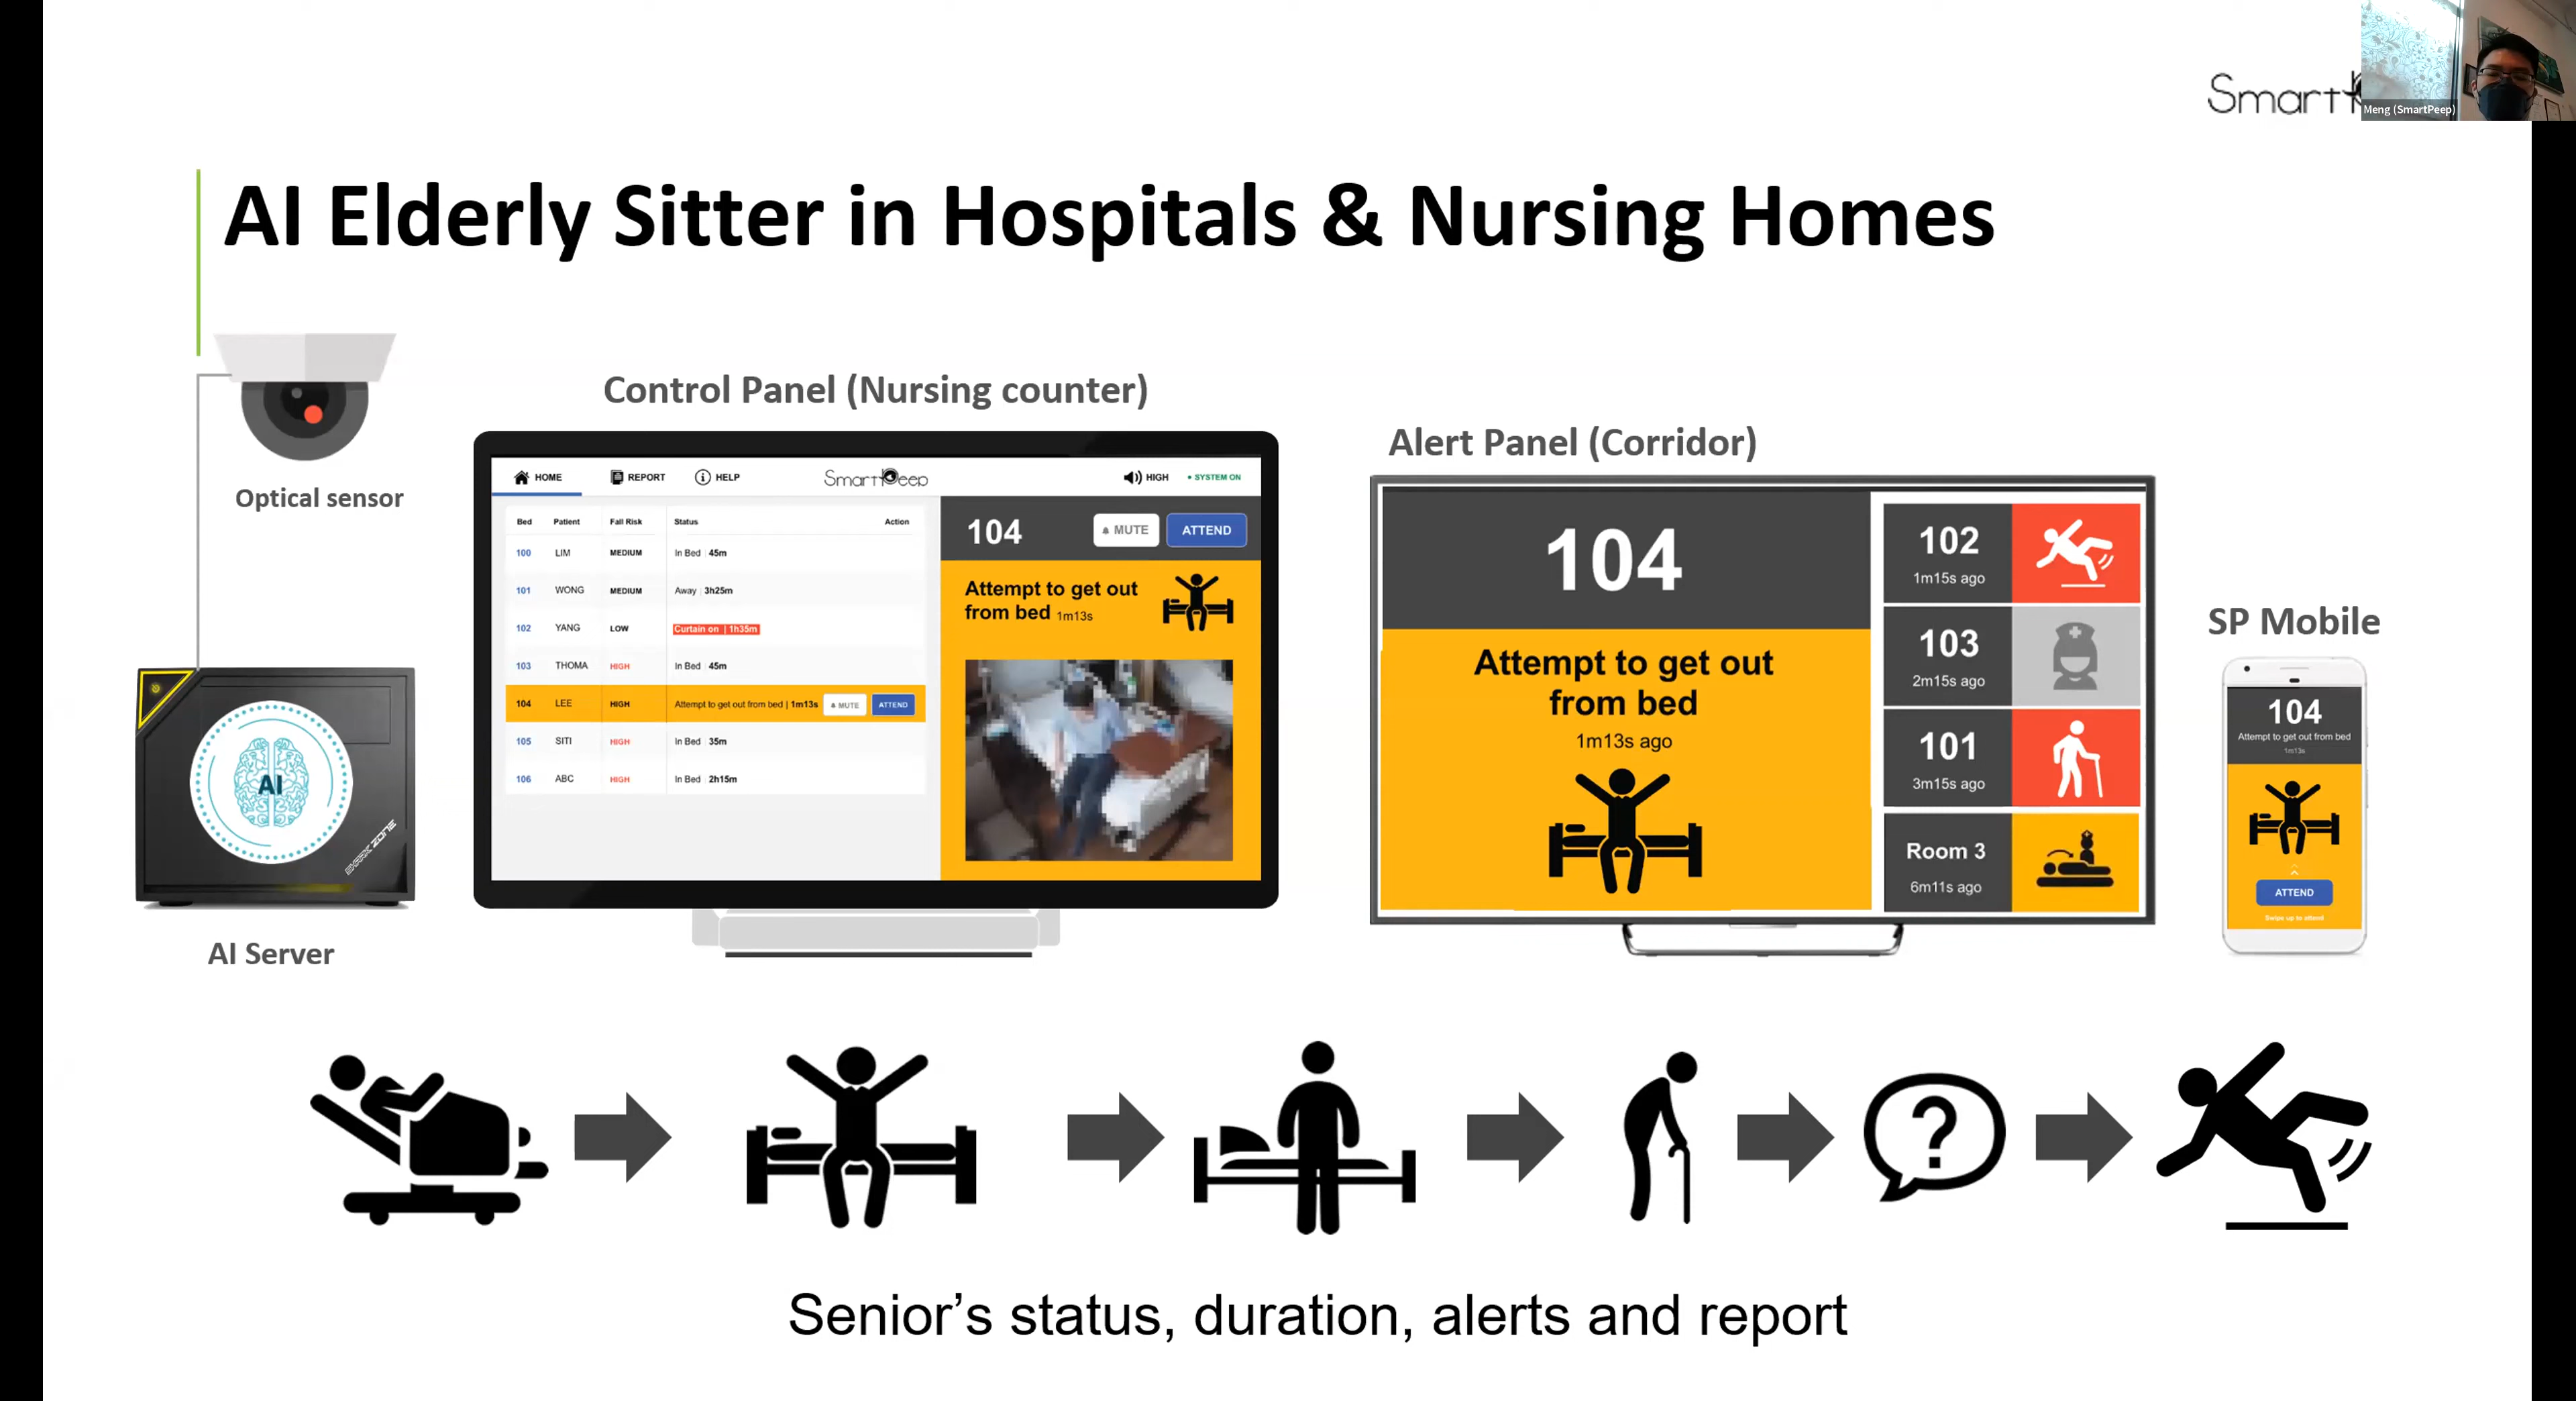 Smart
Meng (SmartPeep)
AI Elderly Sitter in Hospitals & Nursing Homes
Optical sensor
AI
AI Server
Control Panel (Nursing counter)
HOME REPORT HELP SmartPeep HIGH • SYSTEM ON
Bed Patient Fall Risk Status Action
100 LIM MEDIUM In Bed 45m
101 WONG MEDIUM Away 3h25m
102 YANG LOW Curtain on | 1h35m
103 THOMA HIGH In Bed 45m
104 LEE HIGH Attempt to get out from bed | 1m13s MUTE ATTEND
105 SITI HIGH In Bed 35m
106 ABC HIGH In Bed 2h15m
104 MUTE ATTEND
Attempt to get out
from bed 1m13s
Alert Panel (Corridor)
104
Attempt to get out
from bed
1m13s ago
102
1m15s ago
103
2m15s ago
101
3m15s ago
Room 3
6m11s ago
SP Mobile
104
Attempt to get out from bed
1m13s
ATTEND
Swipe up to attend
?
Senior’s status, duration, alerts and report